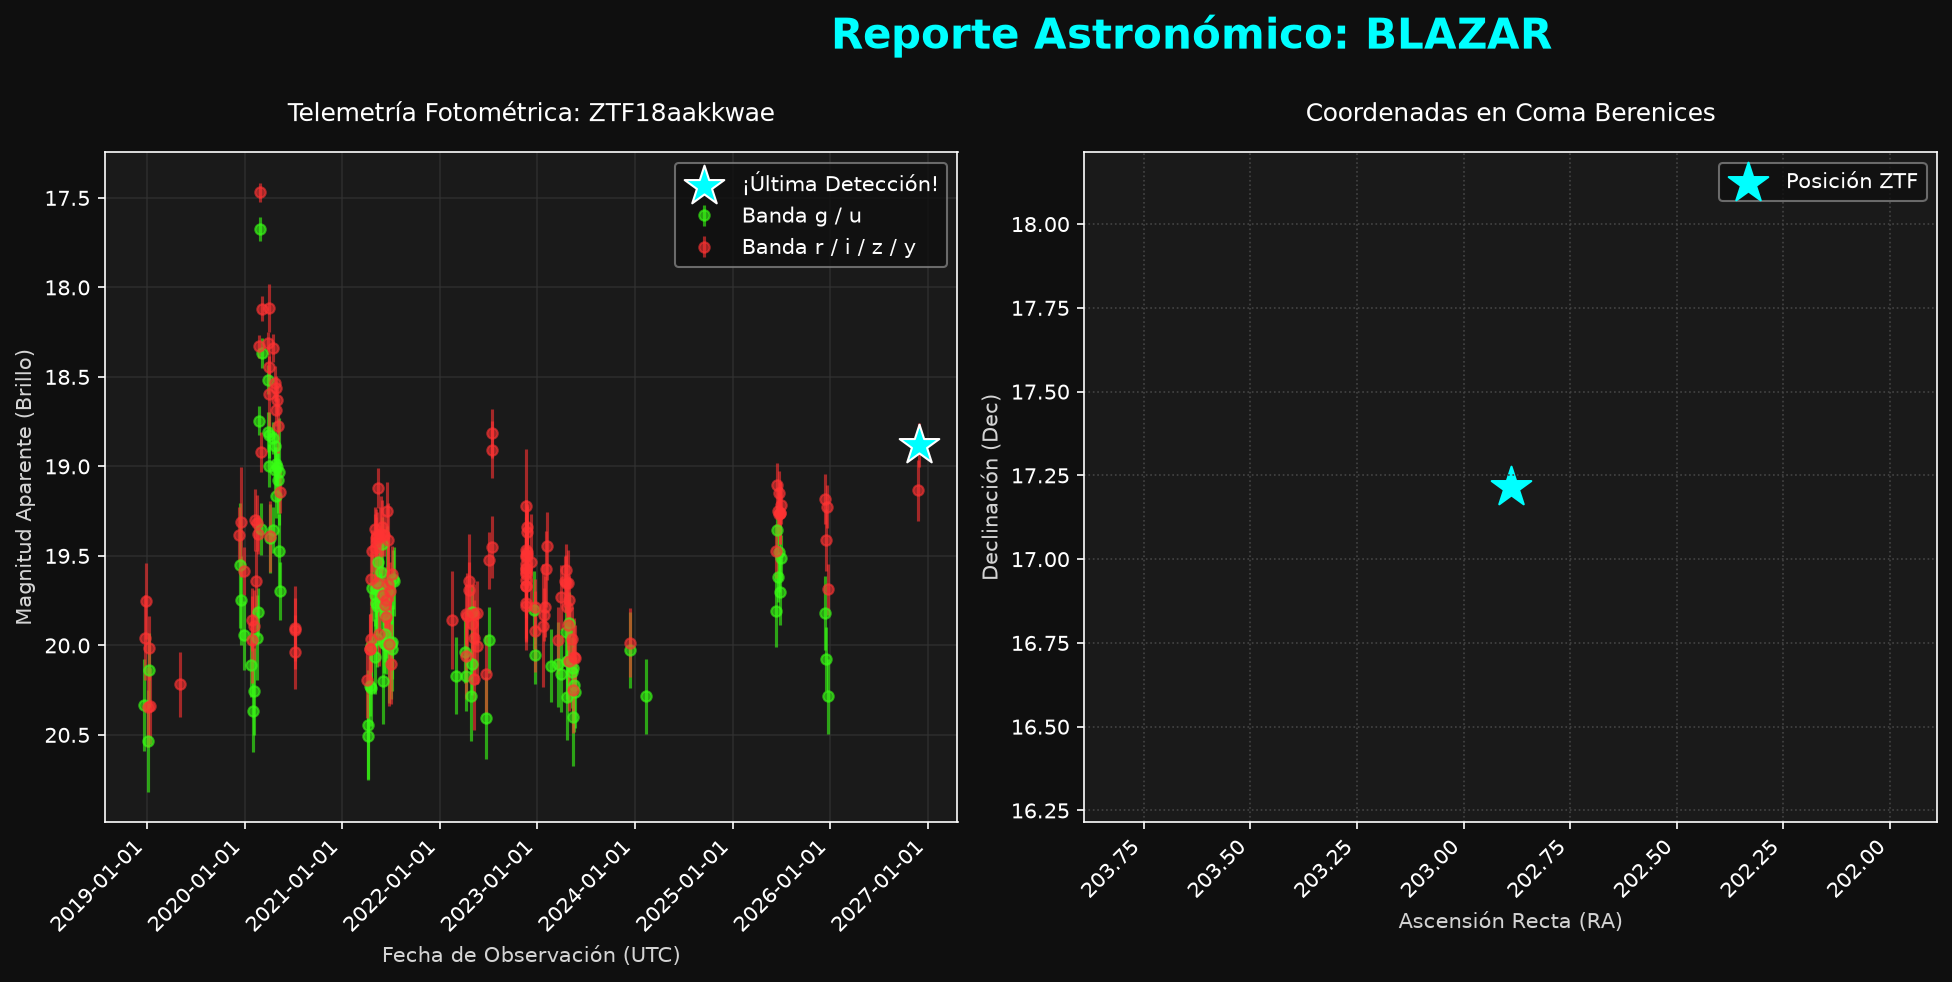 Reporte Astronómico: BLAZAR
Telemetría Fotométrica: ZTF18aakkwae
¡Última Detección!
Banda g / u
Banda r / i / z / y
Magnitud Aparente (Brillo)
17.5
18.0
18.5
19.0
19.5
20.0
20.5
2019-01-01
2020-01-01
2021-01-01
2022-01-01
2023-01-01
2024-01-01
2025-01-01
2026-01-01
2027-01-01
Fecha de Observación (UTC)
Coordenadas en Coma Berenices
Posición ZTF
Declinación (Dec)
18.00
17.75
17.50
17.25
17.00
16.75
16.50
16.25
203.75
203.50
203.25
203.00
202.75
202.50
202.25
202.00
Ascensión Recta (RA)